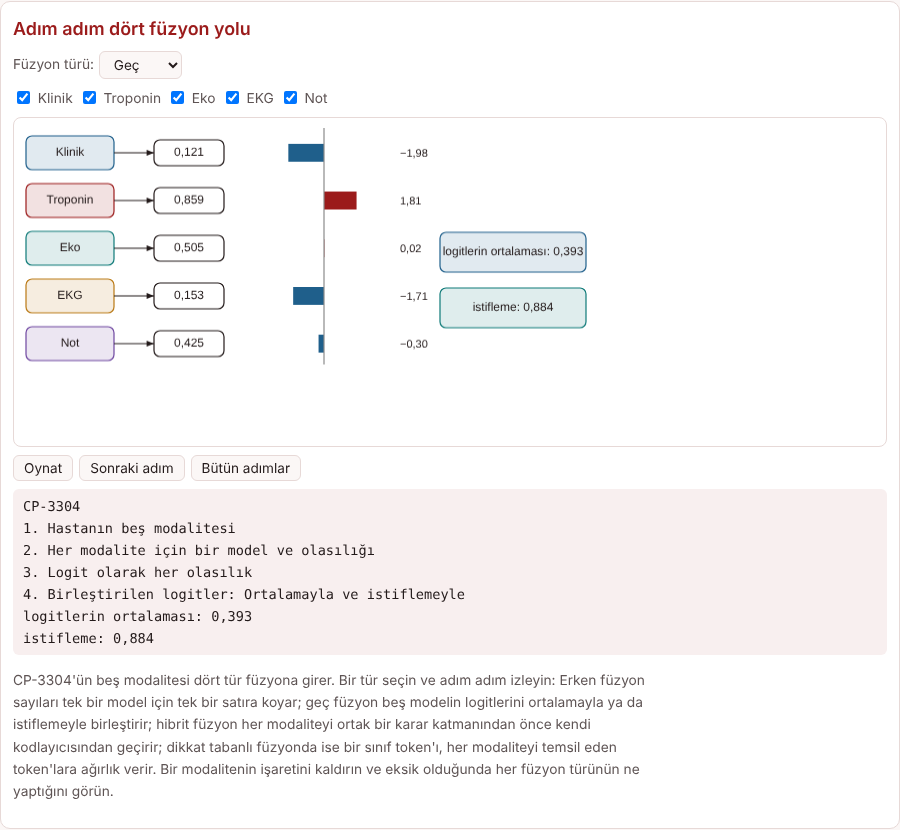 Adım adım dört füzyon yolu
Füzyon türü: Geç
Klinik Troponin Eko EKG Not
Klinik 0,121 −1,98
Troponin 0,859 1,81
Eko 0,505 0,02
logitlerin ortalaması: 0,393
EKG 0,153 −1,71
istifleme: 0,884
Not 0,425 −0,30
Oynat Sonraki adım Bütün adımlar
CP-3304
1. Hastanın beş modalitesi
2. Her modalite için bir model ve olasılığı
3. Logit olarak her olasılık
4. Birleştirilen logitler: Ortalamayla ve istiflemeyle
logitlerin ortalaması: 0,393
istifleme: 0,884
CP-3304'ün beş modalitesi dört tür füzyona girer. Bir tür seçin ve adım adım izleyin: Erken füzyon
sayıları tek bir model için tek bir satıra koyar; geç füzyon beş modelin logitlerini ortalamayla ya da
istiflemeyle birleştirir; hibrit füzyon her modaliteyi ortak bir karar katmanından önce kendi
kodlayıcısından geçirir; dikkat tabanlı füzyonda ise bir sınıf token'ı, her modaliteyi temsil eden
token'lara ağırlık verir. Bir modalitenin işaretini kaldırın ve eksik olduğunda her füzyon türünün ne
yaptığını görün.